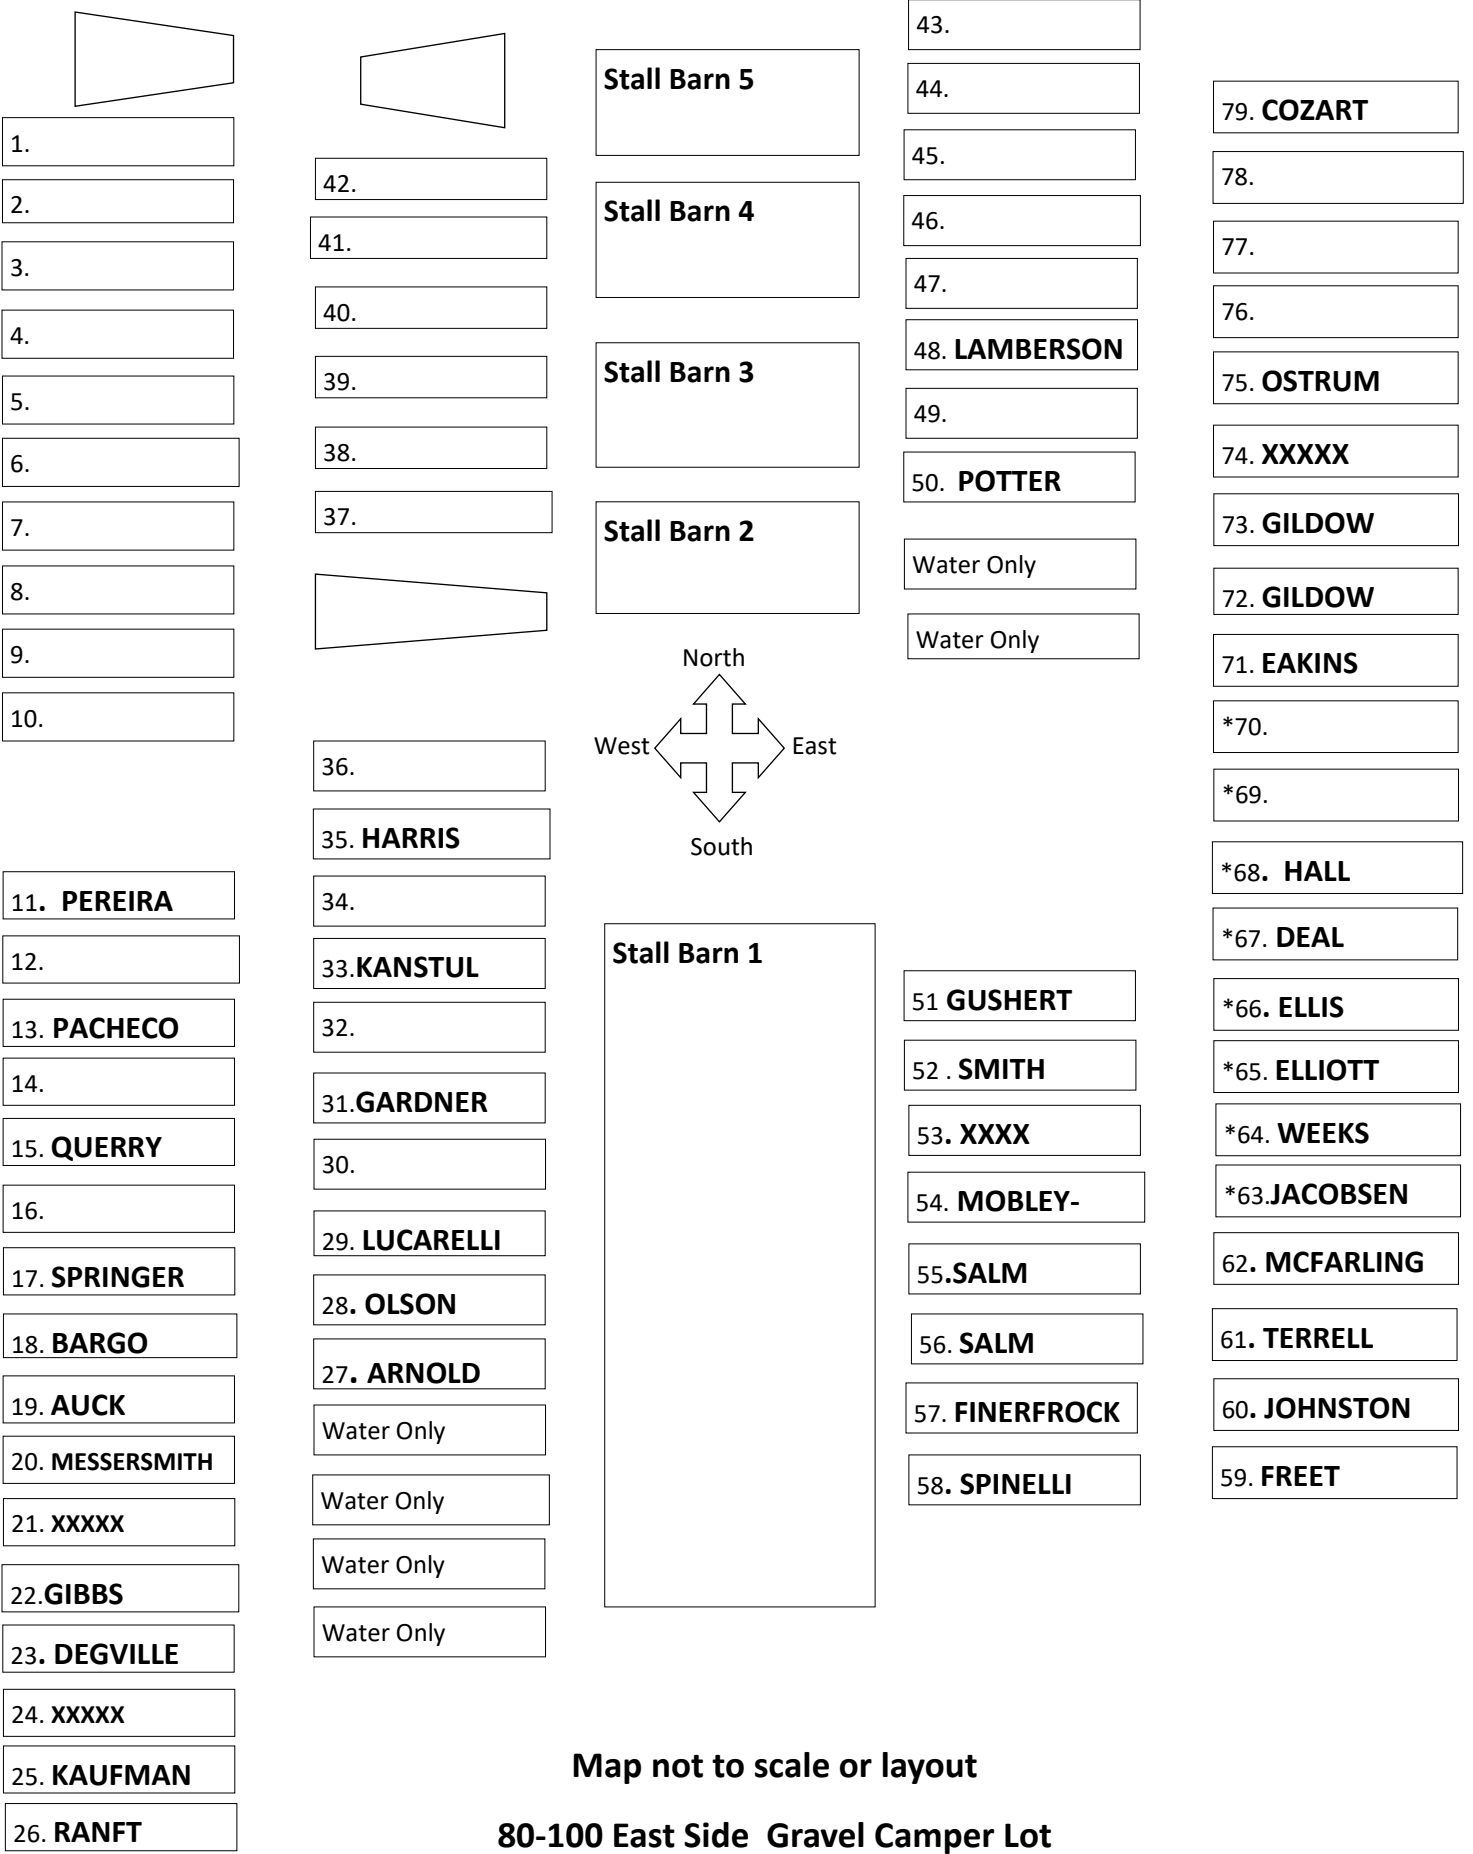 1.
2.
3.
4.
5.
6.
7.
8.
9.
10.
11. PEREIRA
12.
13. PACHECO
14.
15. QUERRY
16.
17. SPRINGER
18. BARGO
19. AUCK
20. MESSERSMITH
21. XXXXX
22.GIBBS
23. DEGVILLE
24. XXXXX
25. KAUFMAN
26. RANFT
42.
41.
40.
39.
38.
37.
36.
35. HARRIS
34.
33.KANSTUL
32.
31.GARDNER
30.
29. LUCARELLI
28. OLSON
27. ARNOLD
Water Only
Water Only
Water Only
Water Only
Stall Barn 5
Stall Barn 4
Stall Barn 3
Stall Barn 2
North
West
East
South
Stall Barn 1
43.
44.
45.
46.
47.
48. LAMBERSON
49.
50. POTTER
Water Only
Water Only
51 GUSHERT
52 . SMITH
53. XXXX
54. MOBLEY-
55.SALM
56. SALM
57. FINERFROCK
58. SPINELLI
79. COZART
78.
77.
76.
75. OSTRUM
74. XXXXX
73. GILDOW
72. GILDOW
71. EAKINS
*70.
*69.
*68. HALL
*67. DEAL
*66. ELLIS
*65. ELLIOTT
*64. WEEKS
*63.JACOBSEN
62. MCFARLING
61. TERRELL
60. JOHNSTON
59. FREET
Map not to scale or layout
80-100 East Side Gravel Camper Lot